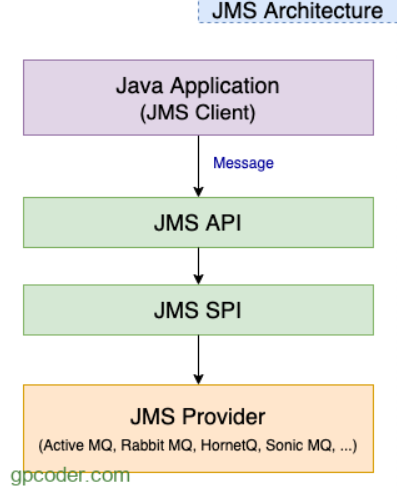 JMS Architecture
Java Application
(JMS Client)
Message
JMS API
JMS SPI
JMS Provider
(Active MQ, Rabbit MQ, HornetQ, Sonic MQ, ...)
gpcoder.com